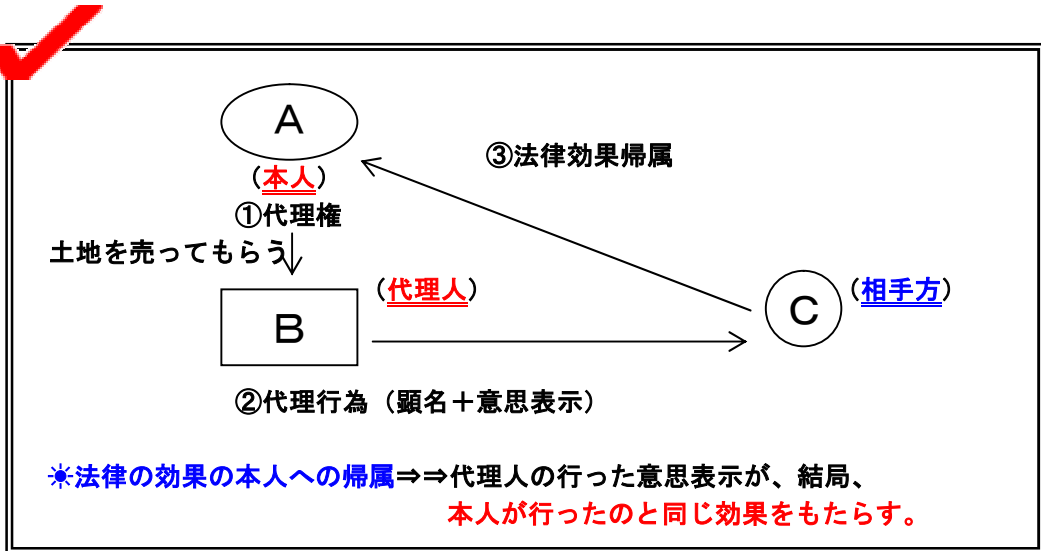 A
③法律効果帰属
(本人)
①代理権
土地を売ってもらう
(代理人)
(相手方)
B
C
②代理行為（顕名＋意思表示）
☀法律の効果の本人への帰属⇒⇒代理人の行った意思表示が、結局、
本人が行ったのと同じ効果をもたらす。